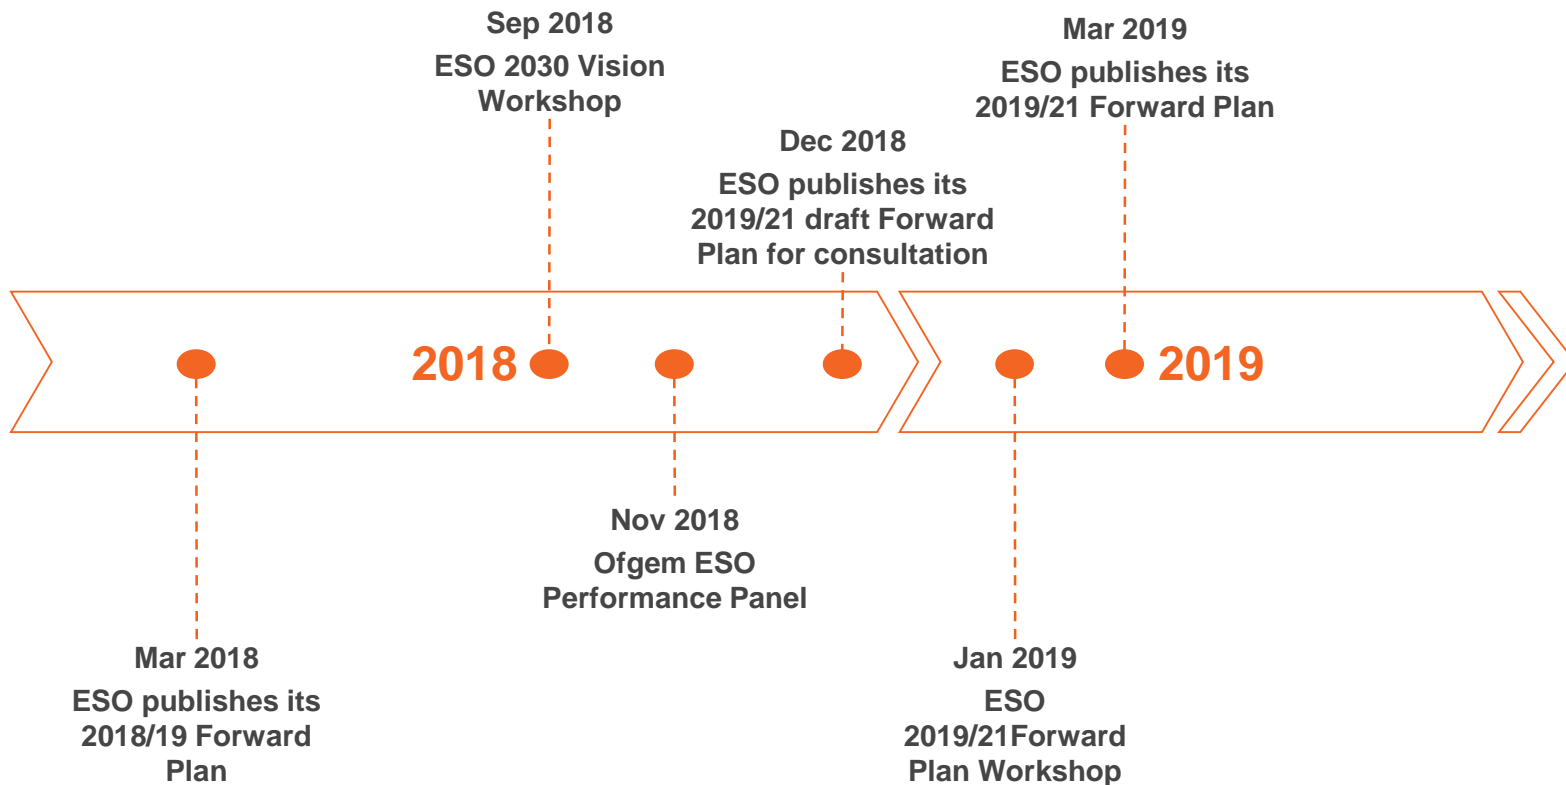 Sep 2018
ESO 2030 Vision
Workshop
Mar 2019
ESO publishes its
2019/21 Forward Plan
Dec 2018
ESO publishes its
2019/21 draft Forward
Plan for consultation
2018
2019
Nov 2018
Ofgem ESO
Performance Panel
Mar 2018
ESO publishes its
2018/19 Forward
Plan
Jan 2019
ESO
2019/21Forward
Plan Workshop